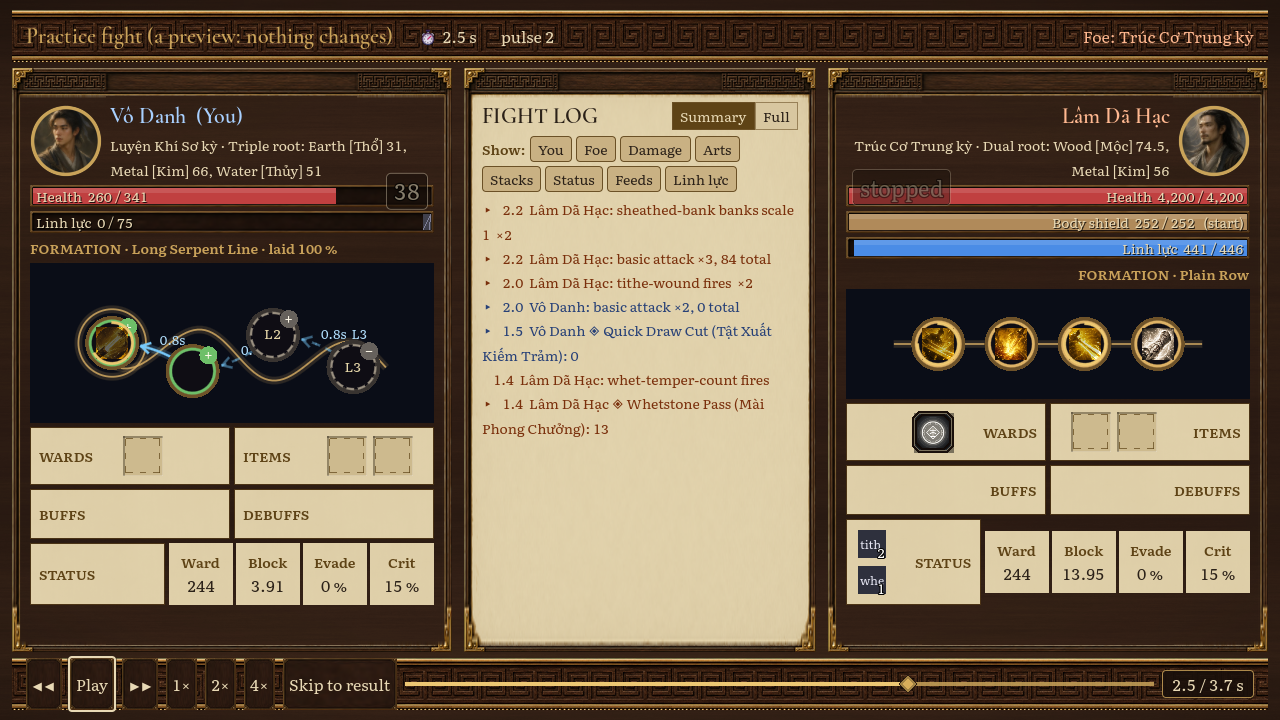 Practice fight (a preview: nothing changes) 2.5 s pulse 2 Foe: Trúc Cơ Trung kỳ
Vô Danh (You)
Luyện Khí Sơ kỳ · Triple root: Earth [Thổ] 31,
Metal [Kim] 66, Water [Thủy] 51
Health 260 / 341
38
Linh lực 0 / 75
FORMATION · Long Serpent Line · laid 100 %
0.8s
+
+
0.
L2
+
0.8s L3
L3
−
WARDS
ITEMS
BUFFS
DEBUFFS
STATUS
Ward
244
Block
3.91
Evade
0 %
Crit
15 %
FIGHT LOG
Summary Full
Show: You Foe Damage Arts
Stacks Status Feeds Linh lực
‣ 2.2 Lâm Dã Hạc: sheathed-bank banks scale
1 ×2
‣ 2.2 Lâm Dã Hạc: basic attack ×3, 84 total
‣ 2.0 Lâm Dã Hạc: tithe-wound fires ×2
‣ 2.0 Vô Danh: basic attack ×2, 0 total
‣ 1.5 Vô Danh ◈ Quick Draw Cut (Tật Xuất
Kiếm Trảm): 0
1.4 Lâm Dã Hạc: whet-temper-count fires
‣ 1.4 Lâm Dã Hạc ◈ Whetstone Pass (Mài
Phong Chưởng): 13
Lâm Dã Hạc
Trúc Cơ Trung kỳ · Dual root: Wood [Mộc] 74.5,
Metal [Kim] 56
stopped
Health 4,200 / 4,200
Body shield 252 / 252 (start)
Linh lực 441 / 446
FORMATION · Plain Row
WARDS
ITEMS
BUFFS
DEBUFFS
tith
2
whe
1
STATUS
Ward
244
Block
13.95
Evade
0 %
Crit
15 %
◂◂ Play ▸▸ 1× 2× 4× Skip to result 2.5 / 3.7 s